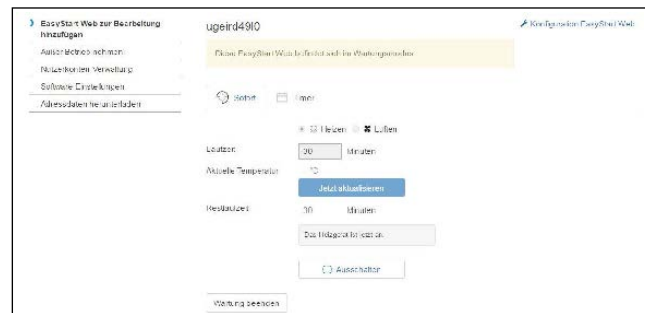 EasyStart Web zur Bearbeitung
hinzufügen
Außer Betrieb nehmen
Nutzerkonten Verwaltung
Software Einstellungen
Adressdaten herunterladen
ugeird49l0
Dieses EasyStart Web befindet sich im Wartungsmodus
Sofort
Timer
Heizen
Lüften
Laufzeit
30 Minuten
Aktuelle Temperatur
°C
Jetzt aktualisieren
Restlaufzeit
30 Minuten
Das Heizgerät ist jetzt an.
Ausschalten
Wartung beenden
Konfiguration EasyStart Web